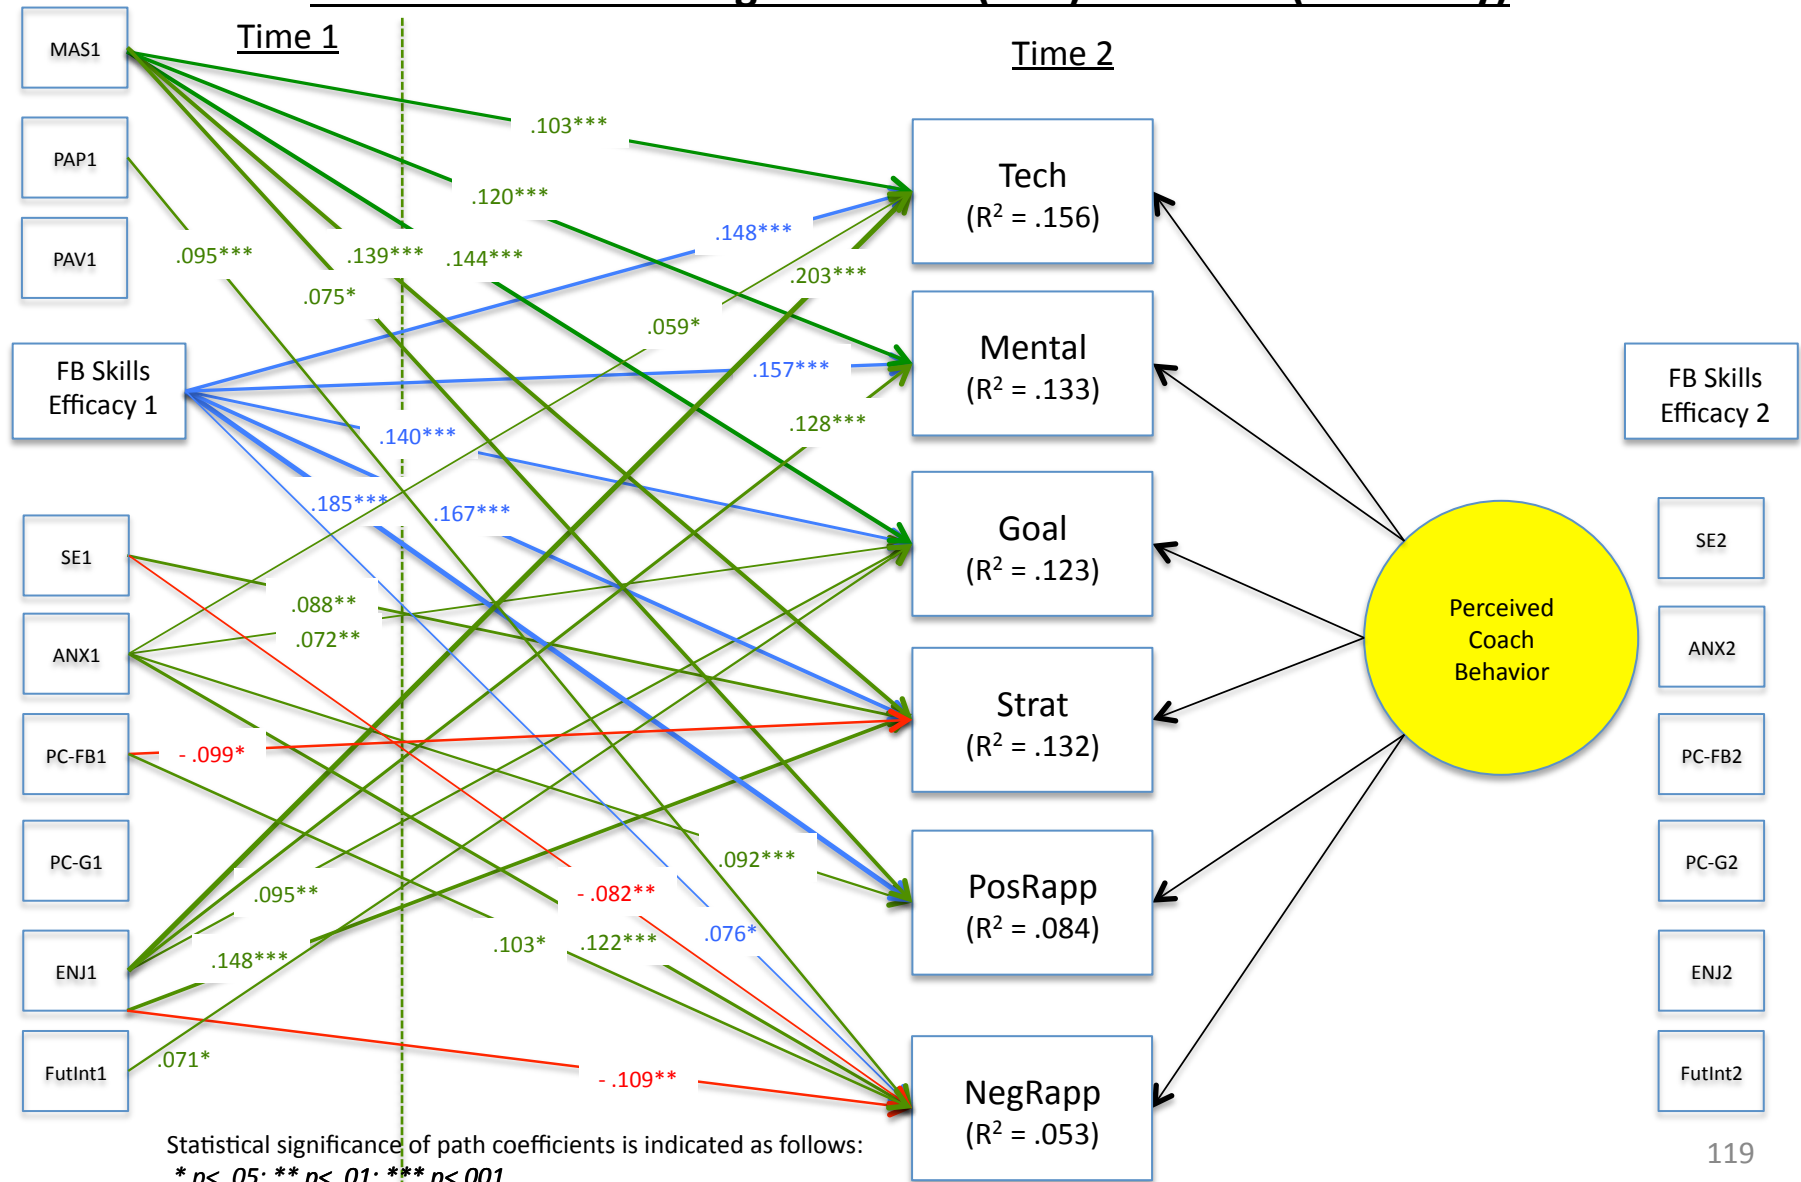 Time 1
Time 2
MAS1
PAP1
PAV1
FB Skills
Efficacy 1
SE1
ANX1
PC-FB1
PC-G1
ENJ1
FutInt1
.103***
.120***
.148***
.095***
.139***
.144***
.203***
.075*
.059*
.157***
.128***
.140***
.185***
.167***
.088**
.072**
- .099*
.092***
.095**
- .082**
.076*
.103*
.122***
.148***
.071*
- .109**
Tech
(R² = .156)
Mental
(R² = .133)
Goal
(R² = .123)
Strat
(R² = .132)
PosRapp
(R² = .084)
NegRapp
(R² = .053)
Perceived
Coach
Behavior
FB Skills
Efficacy 2
SE2
ANX2
PC-FB2
PC-G2
ENJ2
FutInt2
Statistical significance of path coefficients is indicated as follows:
* p< .05; ** p< .01; *** p<.001
119